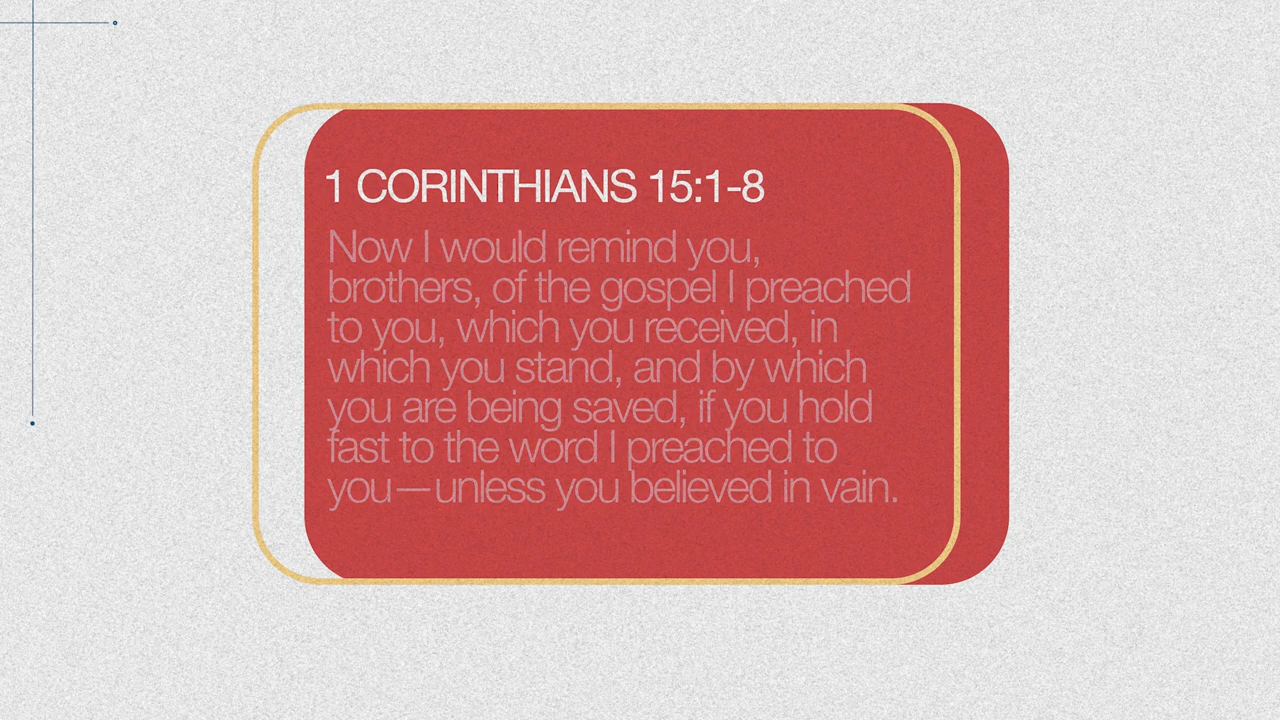 1 CORINTHIANS 15:1-8
Now I would remind you,
brothers, of the gospel I preached
to you, which you received, in
which you stand, and by which
you are being saved, if you hold
fast to the word I preached to
you—unless you believed in vain.